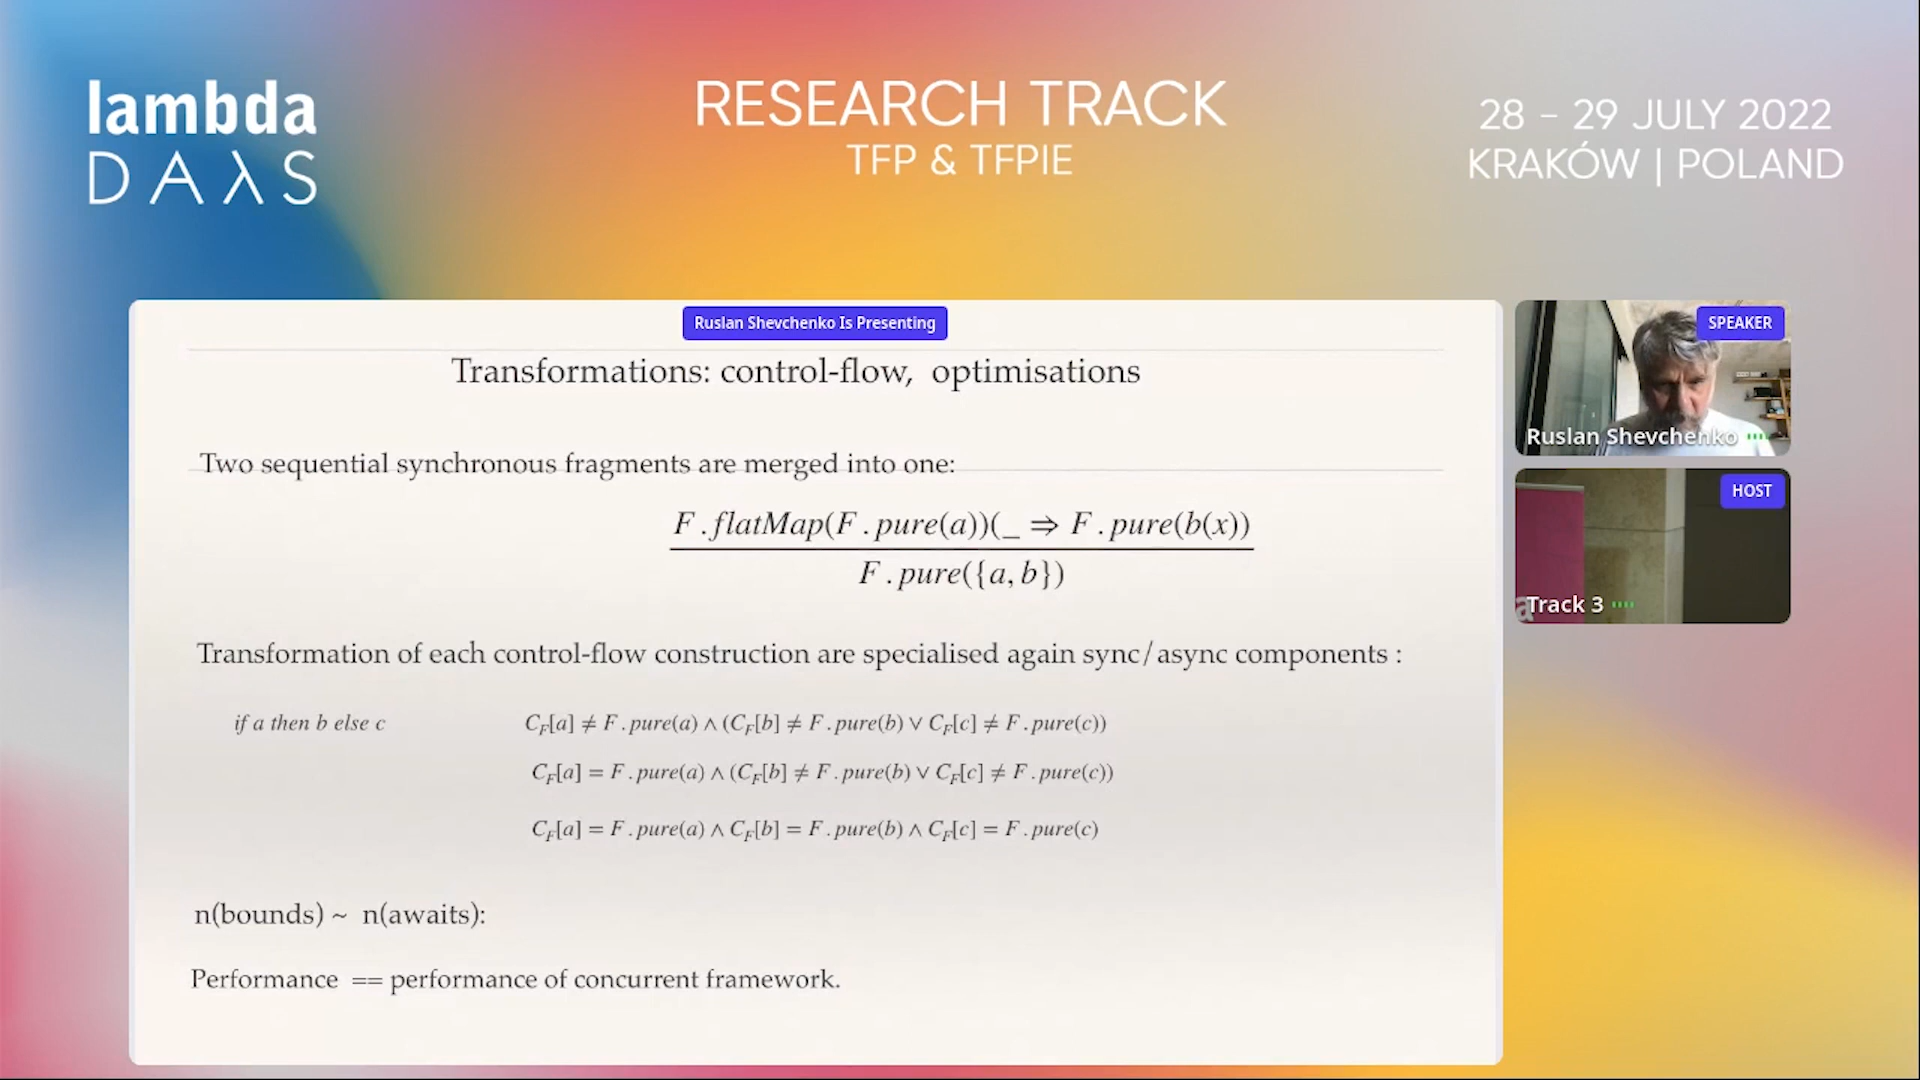 lambda
DAλS
RESEARCH TRACK
TFP & TFPIE
28 – 29 JULY 2022
KRAKÓW | POLAND
Ruslan Shevchenko Is Presenting
Transformations: control-flow, optimisations
Two sequential synchronous fragments are merged into one:
F.flatMap(F.pure(a))(_ ⇒ F.pure(b(x))
F.pure({a, b})
Transformation of each control-flow construction are specialised again sync/async components :
if a then b else c C_F[a] ≠ F.pure(a) ∧ (C_F[b] ≠ F.pure(b) ∨ C_F[c] ≠ F.pure(c))
C_F[a] = F.pure(a) ∧ (C_F[b] ≠ F.pure(b) ∨ C_F[c] ≠ F.pure(c))
C_F[a] = F.pure(a) ∧ C_F[b] = F.pure(b) ∧ C_F[c] = F.pure(c)
n(bounds) ~ n(awaits):
Performance == performance of concurrent framework.
SPEAKER
Ruslan Shevchenko
HOST
Track 3